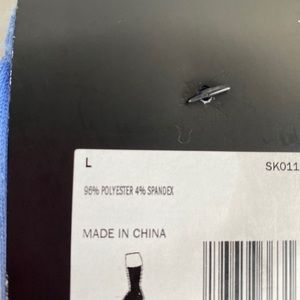 L
SK011
96% POLYESTER 4% SPANDEX
MADE IN CHINA